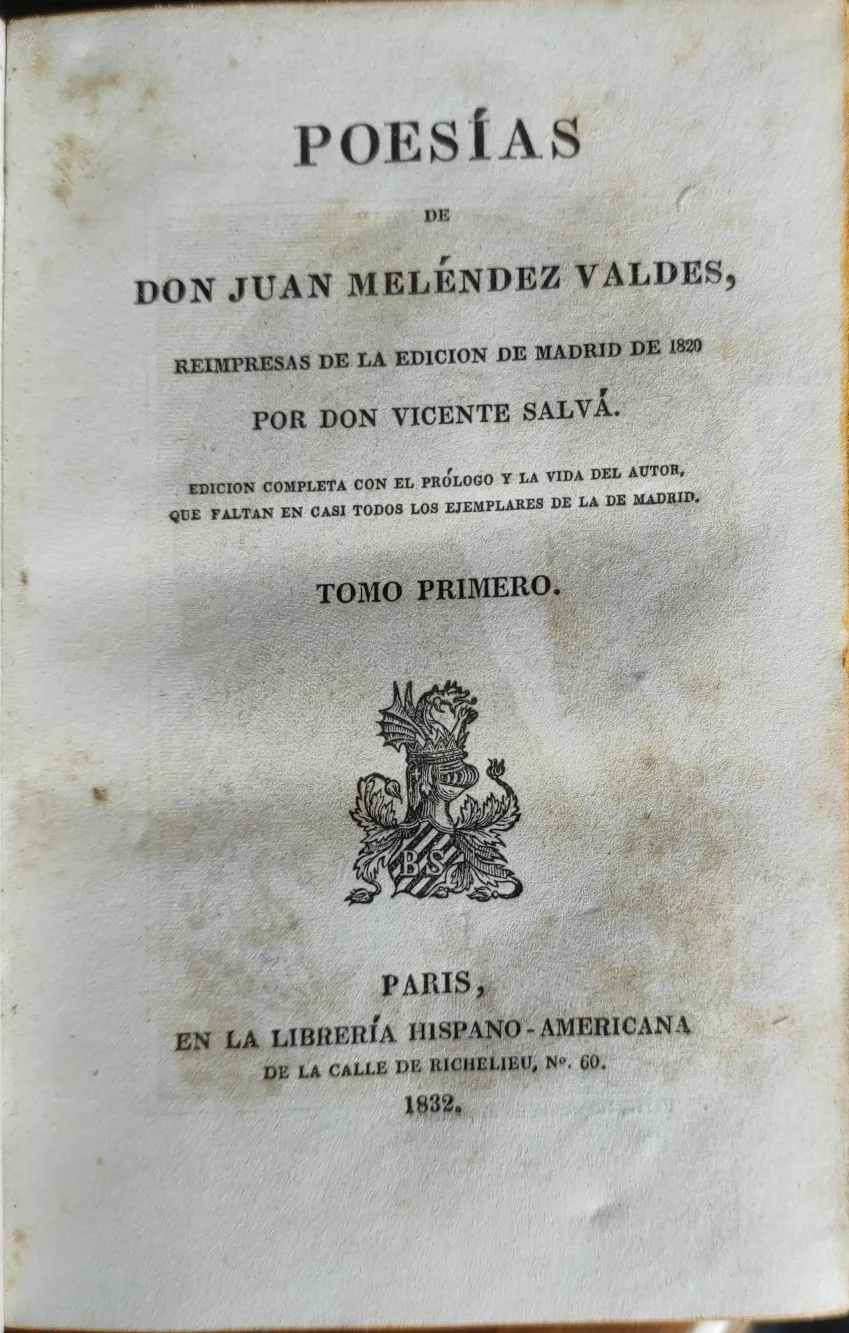 POESÍAS
DE
DON JUAN MELÉNDEZ VALDES,
REIMPRESAS DE LA EDICION DE MADRID DE 1820
POR DON VICENTE SALVÁ.
EDICION COMPLETA CON EL PRÓLOGO Y LA VIDA DEL AUTOR,
QUE FALTAN EN CASI TODOS LOS EJEMPLARES DE LA DE MADRID.
TOMO PRIMERO.
BS
PARIS,
EN LA LIBRERÍA HISPANO-AMERICANA
DE LA CALLE DE RICHELIEU, Nº. 60.
1832.